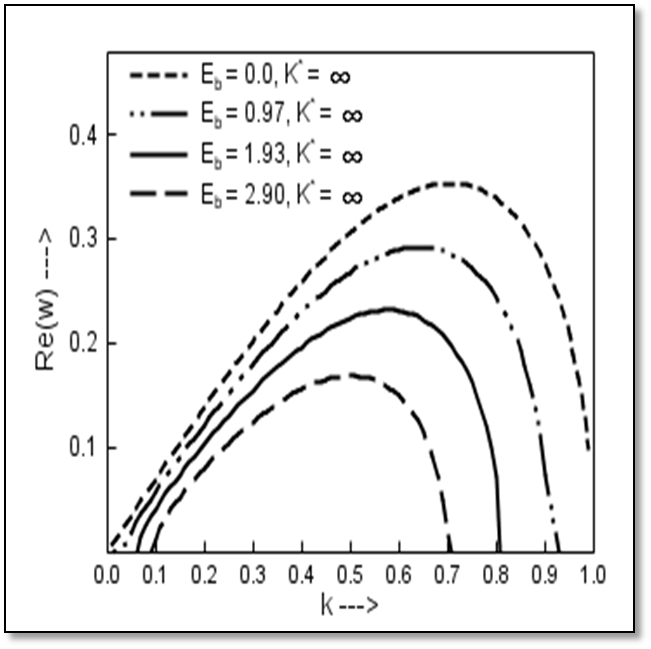 E_b = 0.0, K* = ∞
E_b = 0.97, K* = ∞
E_b = 1.93, K* = ∞
E_b = 2.90, K* = ∞
Re(w) ---->
0.4
0.3
0.2
0.1
0.0 0.1 0.2 0.3 0.4 0.5 0.6 0.7 0.8 0.9 1.0
k --->